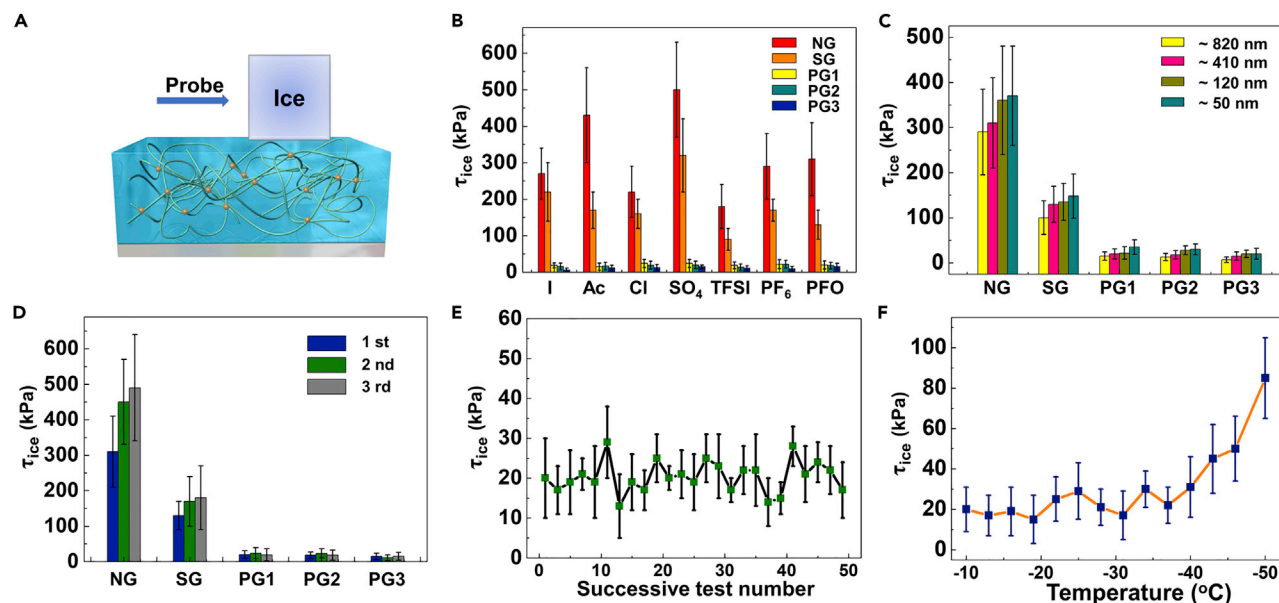 A
Probe
Ice
B
τice (kPa)
600
500
400
300
200
100
0
NG
SG
PG1
PG2
PG3
I Ac Cl SO4 TFSI PF6 PFO
C
τice (kPa)
500
400
300
200
100
0
~ 820 nm
~ 410 nm
~ 120 nm
~ 50 nm
NG SG PG1 PG2 PG3
D
τice (kPa)
600
500
400
300
200
100
0
1 st
2 nd
3 rd
NG SG PG1 PG2 PG3
E
τice (kPa)
60
50
40
30
20
10
0
0 10 20 30 40 50
Successive test number
F
τice (kPa)
100
80
60
40
20
0
-10 -20 -30 -40 -50
Temperature (oC)